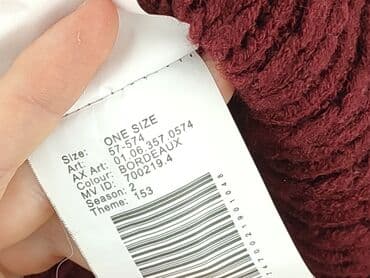 Size: ONE SIZE
Art: 57-574
AX Art: 01.06.357.0574
Colour: BORDEAUX
MV ID: 700219.4
Season: 2
Theme: 153